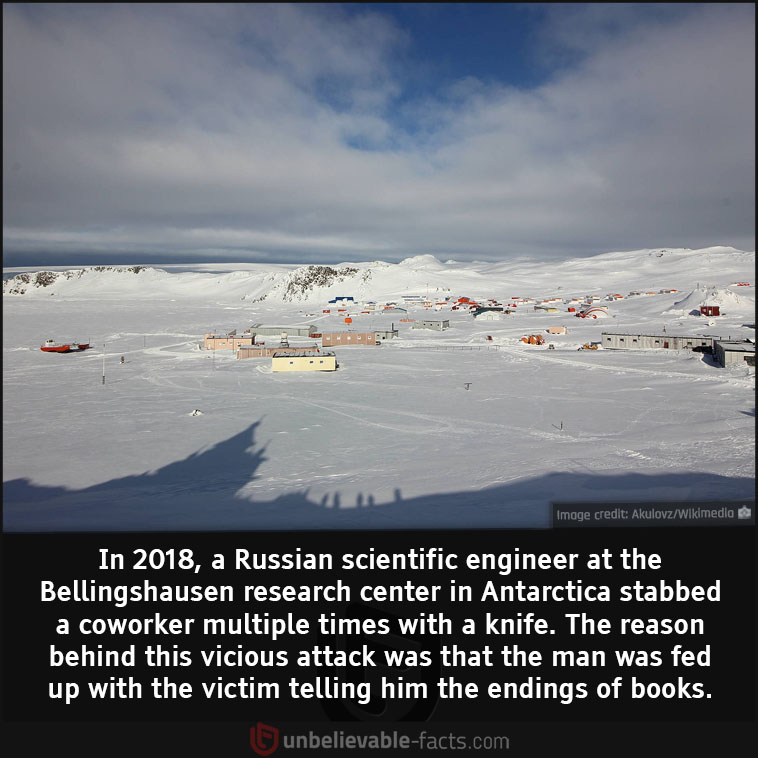 Image credit: Akulovz/Wikimedia
In 2018, a Russian scientific engineer at the
Bellingshausen research center in Antarctica stabbed
a coworker multiple times with a knife. The reason
behind this vicious attack was that the man was fed
up with the victim telling him the endings of books.
unbelievable-facts.com